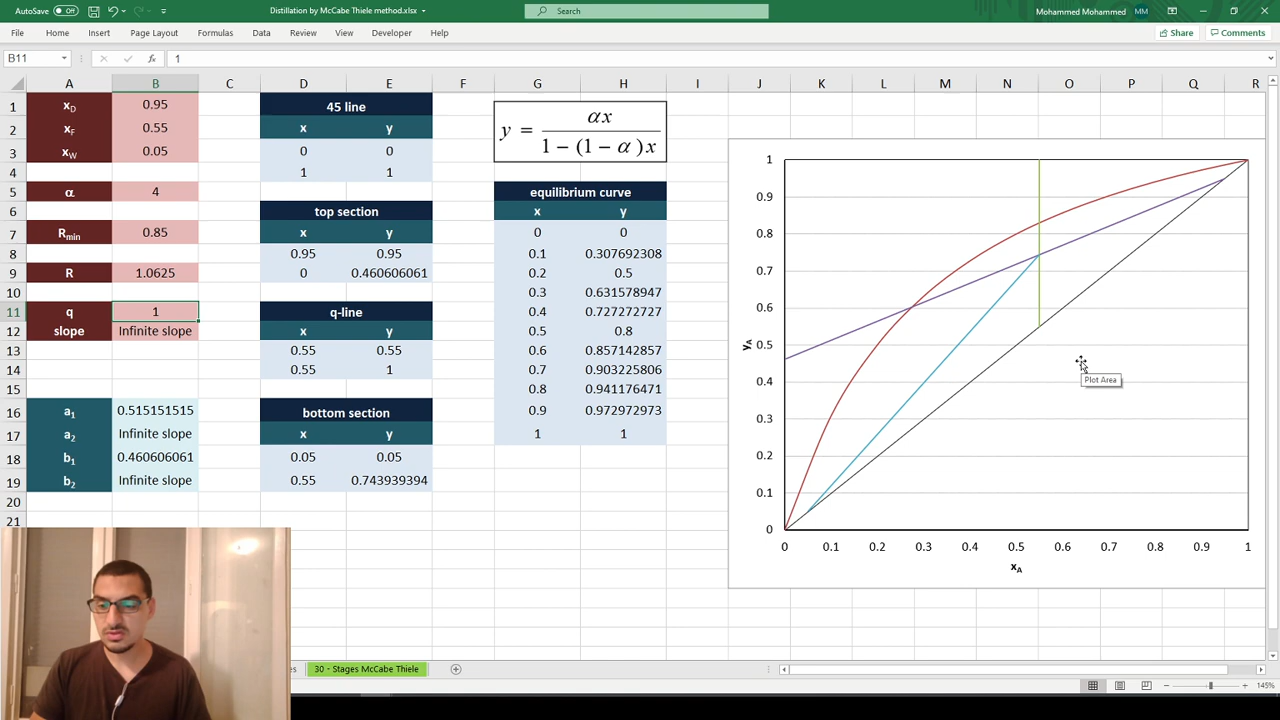 AutoSave Off Distillation by McCabe Thiele method.xlsx Search Mohammed Mohammed MM
File Home Insert Page Layout Formulas Data Review View Developer Help Share Comments
B11 fx 1
A B C D E F G H I J K L M N O P Q R
1 xD 0.95 45 line
2 xF 0.55 x y
3 xW 0.05 0 0
4 1 1
y = αx / 1 − (1 − α)x
5 α 4 equilibrium curve
6 top section x y
7 Rmin 0.85 x y 0 0
8 0.95 0.95 0.1 0.307692308
9 R 1.0625 0 0.460606061 0.2 0.5
10 0.3 0.631578947
11 q 1 q-line 0.4 0.727272727
12 slope Infinite slope x y 0.5 0.8
13 0.55 0.55 0.6 0.857142857
14 0.55 1 0.7 0.903225806
15 0.8 0.941176471
16 a1 0.515151515 bottom section 0.9 0.972972973
17 a2 Infinite slope x y 1 1
18 b1 0.460606061 0.05 0.05
19 b2 Infinite slope 0.55 0.743939394
20
21
1
0.9
0.8
0.7
0.6
0.5
0.4
0.3
0.2
0.1
0
yA
Plot Area
0 0.1 0.2 0.3 0.4 0.5 0.6 0.7 0.8 0.9 1
xA
30 - Stages McCabe Thiele
145%